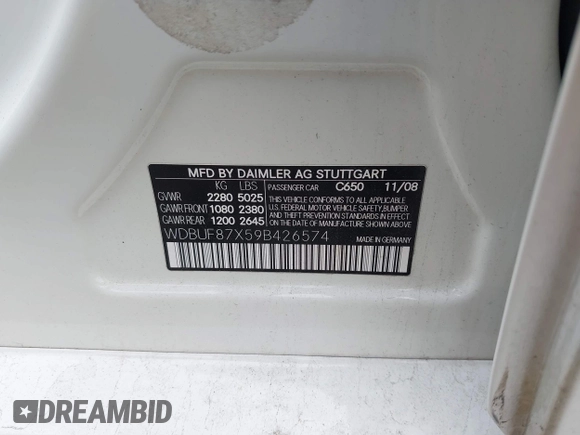 MFD BY DAIMLER AG STUTTGART
KG LBS PASSENGER CAR C650 11/08
GVWR 2280 5025
GAWR.FRONT 1080 2380
GAWR.REAR 1200 2645
THIS VEHICLE CONFORMS TO ALL APPLICABLE
U.S. FEDERAL MOTOR VEHICLE SAFETY,BUMPER
AND THEFT PREVENTION STANDARDS IN EFFECT ON
THE DATE OF MANUFACTURE SHOWN ABOVE
WDBUF87X59B426574 MADE IN GERMANY
DREAMBID